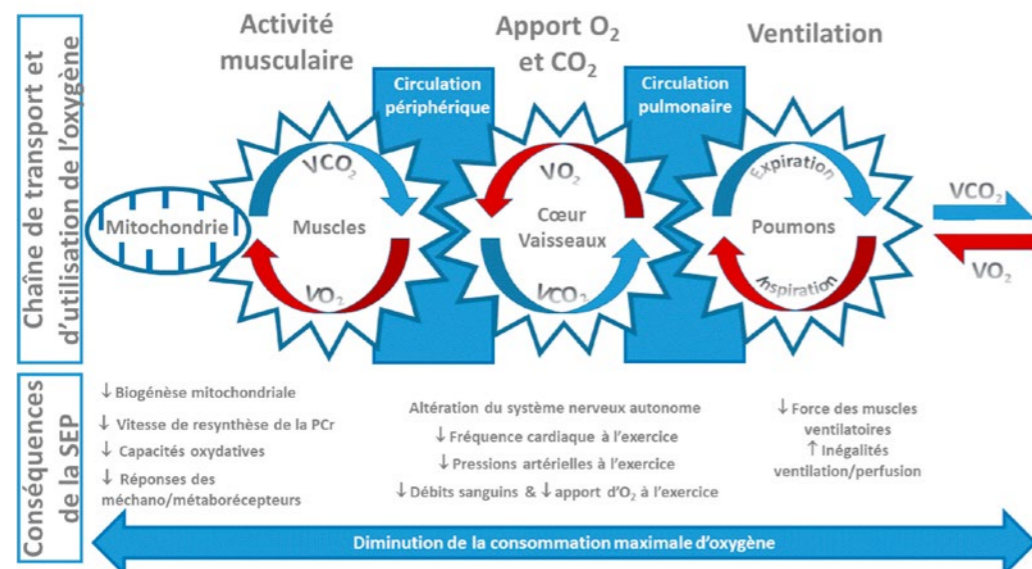 Chaîne de transport et
d'utilisation de l'oxygène
Activité
musculaire
Apport O₂
et CO₂
Ventilation
Circulation
périphérique
Circulation
pulmonaire
Mitochondrie
VCO₂
Muscles
VO₂
VO₂
Cœur
Vaisseaux
VCO₂
Expiration
Poumons
Inspiration
VCO₂
VO₂
Conséquences
de la SEP
↓ Biogénèse mitochondriale
↓ Vitesse de resynthèse de la PCr
↓ Capacités oxydatives
↓ Réponses des
méchano/métaborécepteurs
Altération du système nerveux autonome
↓ Fréquence cardiaque à l'exercice
↓ Pressions artérielles à l'exercice
↓ Débits sanguins & ↓ apport d'O₂ à l'exercice
↓ Force des muscles
ventilatoires
↑ Inégalités
ventilation/perfusion
Diminution de la consommation maximale d'oxygène